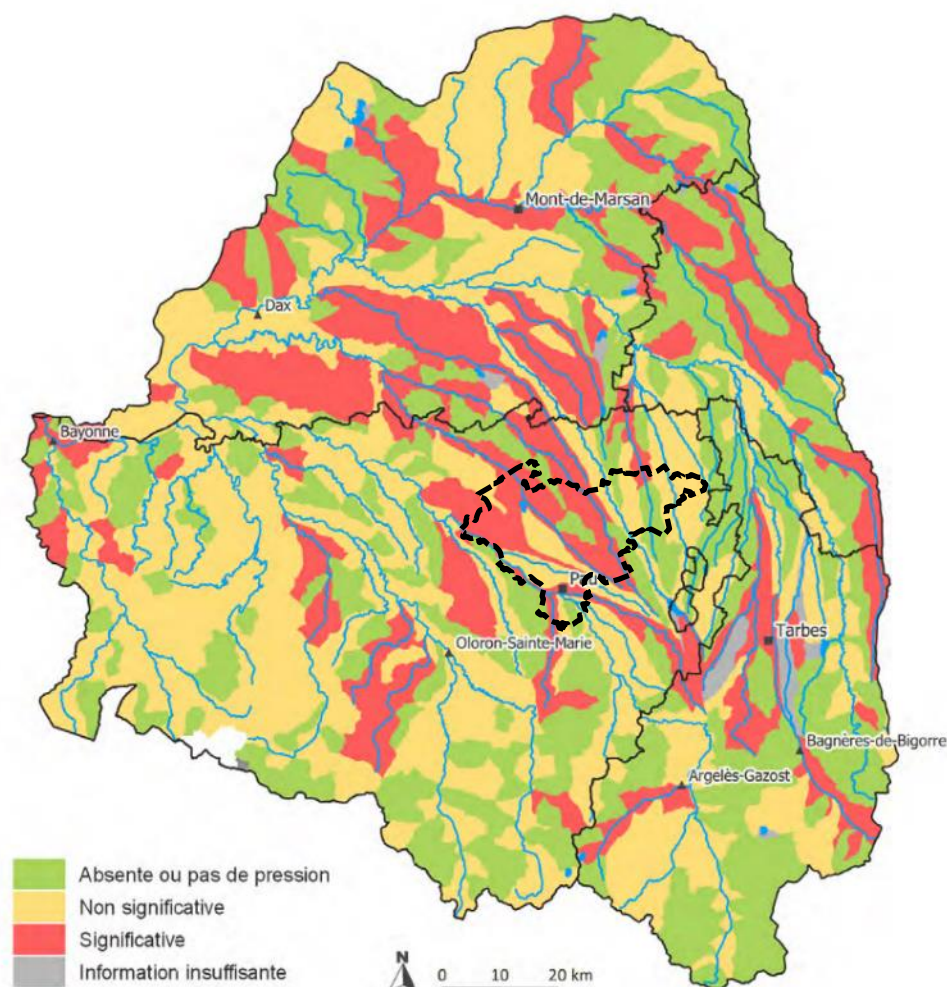 Mont-de-Marsan
Dax
Bayonne
Pau
Oloron-Sainte-Marie
Tarbes
Bagnères-de-Bigorre
Argelès-Gazost
Absente ou pas de pression
Non significative
Significative
Information insuffisante
N
0 10 20 km